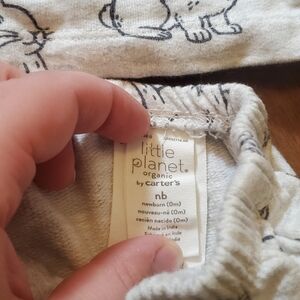 little
planet
organic
by carter's
nb
newborn (0m)
nouveau-né (0m)
recién nacido (0m)
Made in India